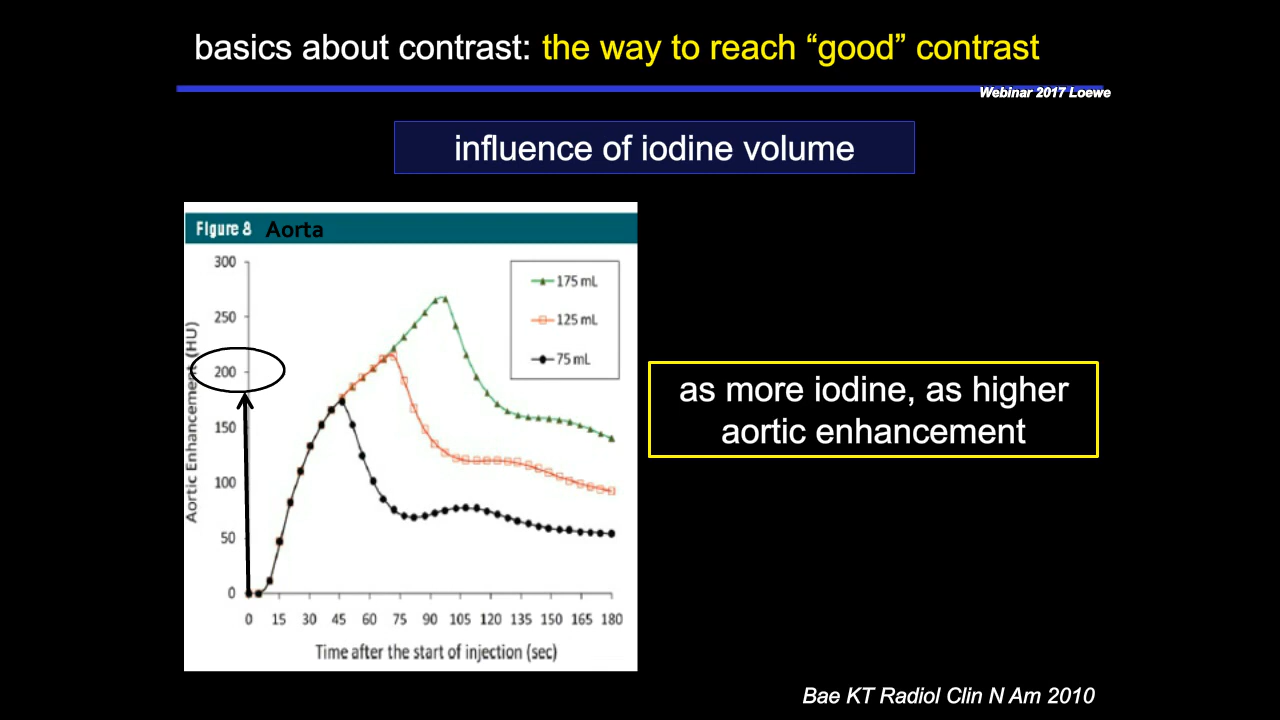 basics about contrast: the way to reach “good” contrast
Webinar 2017 Loewe
influence of iodine volume
Figure 8 Aorta
300
250
200
150
100
50
0
Aortic Enhancement (HU)
175 mL
125 mL
75 mL
0 15 30 45 60 75 90 105 120 135 150 165 180
Time after the start of injection (sec)
as more iodine, as higher
aortic enhancement
Bae KT Radiol Clin N Am 2010